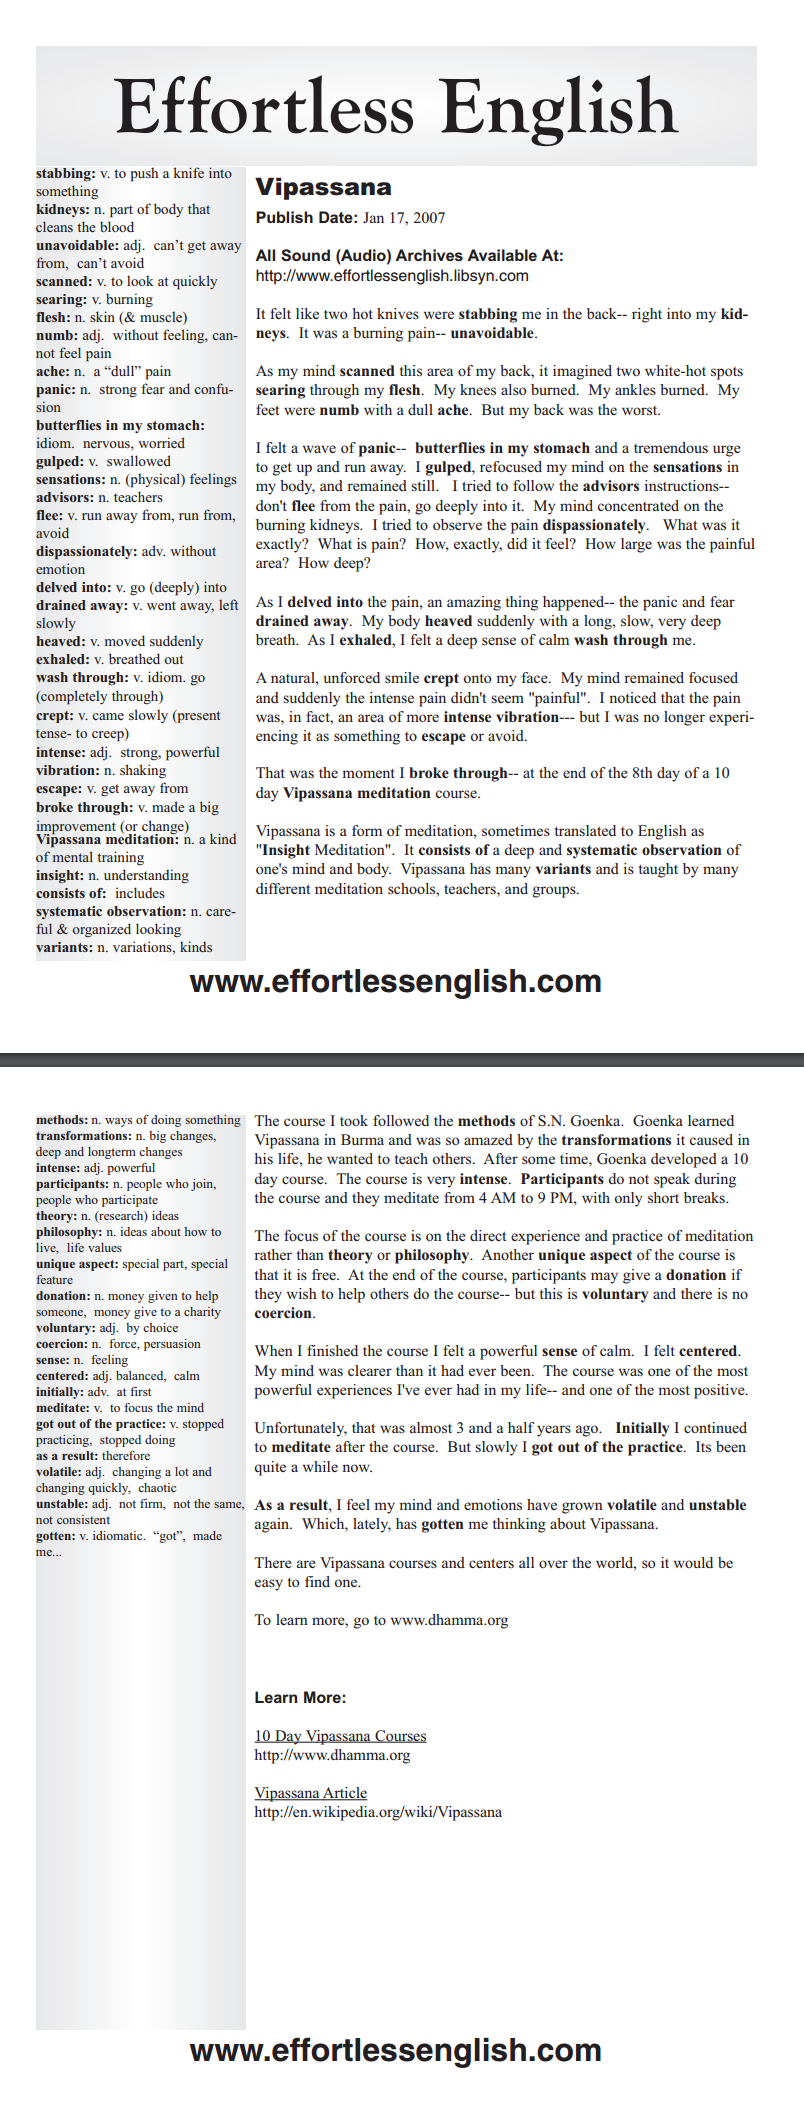 Effortless English
stabbing: v. to push a knife into
something
kidneys: n. part of body that
cleans the blood
unavoidable: adj.  can't get away
from,  can't avoid
scanned: v. to look at quickly
searing: v. burning
flesh: n. skin (& muscle)
numb: adj.  without feeling, can-
not feel pain
ache: n.  a “dull” pain
panic: n.  strong fear and confu-
sion
butterflies in my stomach:
idiom.  nervous, worried
gulped: v.  swallowed
sensations: n. (physical) feelings
advisors: n. teachers
flee: v. run away from, run from,
avoid
dispassionately: adv. without
emotion
delved into: v. go (deeply) into
drained away: v. went away, left
slowly
heaved: v. moved suddenly
exhaled: v. breathed out
wash through: v. idiom. go
(completely through)
crept: v. came slowly (present
tense- to creep)
intense: adj.  strong, powerful
vibration: n. shaking
escape: v. get away from
broke through: v. made a big
improvement (or change)
Vipassana meditation: n. a kind
of mental training
insight: n. understanding
consists of:  includes
systematic observation: n. care-
ful & organized looking
variants: n. variations, kinds
Vipassana
Publish Date: Jan 17, 2007
All Sound (Audio) Archives Available At:
http://www.effortlessenglish.libsyn.com
It felt like two hot knives were stabbing me in the back-- right into my kid-
neys.  It was a burning pain-- unavoidable.
As my mind scanned this area of my back, it imagined two white-hot spots
searing through my flesh.  My knees also burned.  My ankles burned.  My
feet were numb with a dull ache.  But my back was the worst.
I felt a wave of panic--  butterflies in my stomach and a tremendous urge
to get up and run away.  I gulped, refocused my mind on the sensations in
my body, and remained still.   I tried to follow the advisors instructions--
don't flee from the pain, go deeply into it.  My mind concentrated on the
burning kidneys.  I tried to observe the pain dispassionately.   What was it
exactly?  What is pain?  How, exactly, did it feel?  How large was the painful
area?  How deep?
As I delved into the pain, an amazing thing happened-- the panic and fear
drained away.  My body heaved suddenly with a long, slow, very deep
breath.  As I exhaled, I felt a deep sense of calm wash through me.
A natural, unforced smile crept onto my face.  My mind remained focused
and suddenly the intense pain didn't seem "painful".  I noticed that the pain
was, in fact, an area of more intense vibration--- but I was no longer experi-
encing it as something to escape or avoid.
That was the moment I broke through-- at the end of the 8th day of a 10
day Vipassana meditation course.
Vipassana is a form of meditation, sometimes translated to English as
"Insight Meditation".  It consists of a deep and systematic observation of
one's mind and body.  Vipassana has many variants and is taught by many
different meditation schools, teachers, and groups.
www.effortlessenglish.com
methods: n. ways of doing something
transformations: n. big changes,
deep and longterm changes
intense: adj. powerful
participants: n. people who join,
people who participate
theory: n. (research) ideas
philosophy: n. ideas about how to
live,  life values
unique aspect: special part, special
feature
donation: n. money given to help
someone,  money give to a charity
voluntary: adj.  by choice
coercion: n.  force, persuasion
sense: n.  feeling
centered: adj. balanced,  calm
initially: adv.  at first
meditate: v.  to focus the mind
got out of the practice: v. stopped
practicing,  stopped doing
as a result: therefore
volatile: adj.  changing a lot and
changing quickly,  chaotic
unstable: adj.  not firm,  not the same,
not consistent
gotten: v. idiomatic.  “got”,  made
me...
The course I took followed the methods of S.N. Goenka.  Goenka learned
Vipassana in Burma and was so amazed by the transformations it caused in
his life, he wanted to teach others.  After some time, Goenka developed a 10
day course.  The course is very intense.  Participants do not speak during
the course and they meditate from 4 AM to 9 PM, with only short breaks.
The focus of the course is on the direct experience and practice of meditation
rather than theory or philosophy.  Another unique aspect of the course is
that it is free.  At the end of the course, participants may give a donation if
they wish to help others do the course-- but this is voluntary and there is no
coercion.
When I finished the course I felt a powerful sense of calm.  I felt centered.
My mind was clearer than it had ever been.  The course was one of the most
powerful experiences I've ever had in my life-- and one of the most positive.
Unfortunately, that was almost 3 and a half years ago.   Initially I continued
to meditate after the course.  But slowly I got out of the practice.  Its been
quite a while now.
As a result, I feel my mind and emotions have grown volatile and unstable
again.  Which, lately, has gotten me thinking about Vipassana.
There are Vipassana courses and centers all over the world, so it would be
easy to find one.
To learn more, go to www.dhamma.org
Learn More:
10 Day Vipassana Courses
http://www.dhamma.org
Vipassana Article
http://en.wikipedia.org/wiki/Vipassana
www.effortlessenglish.com